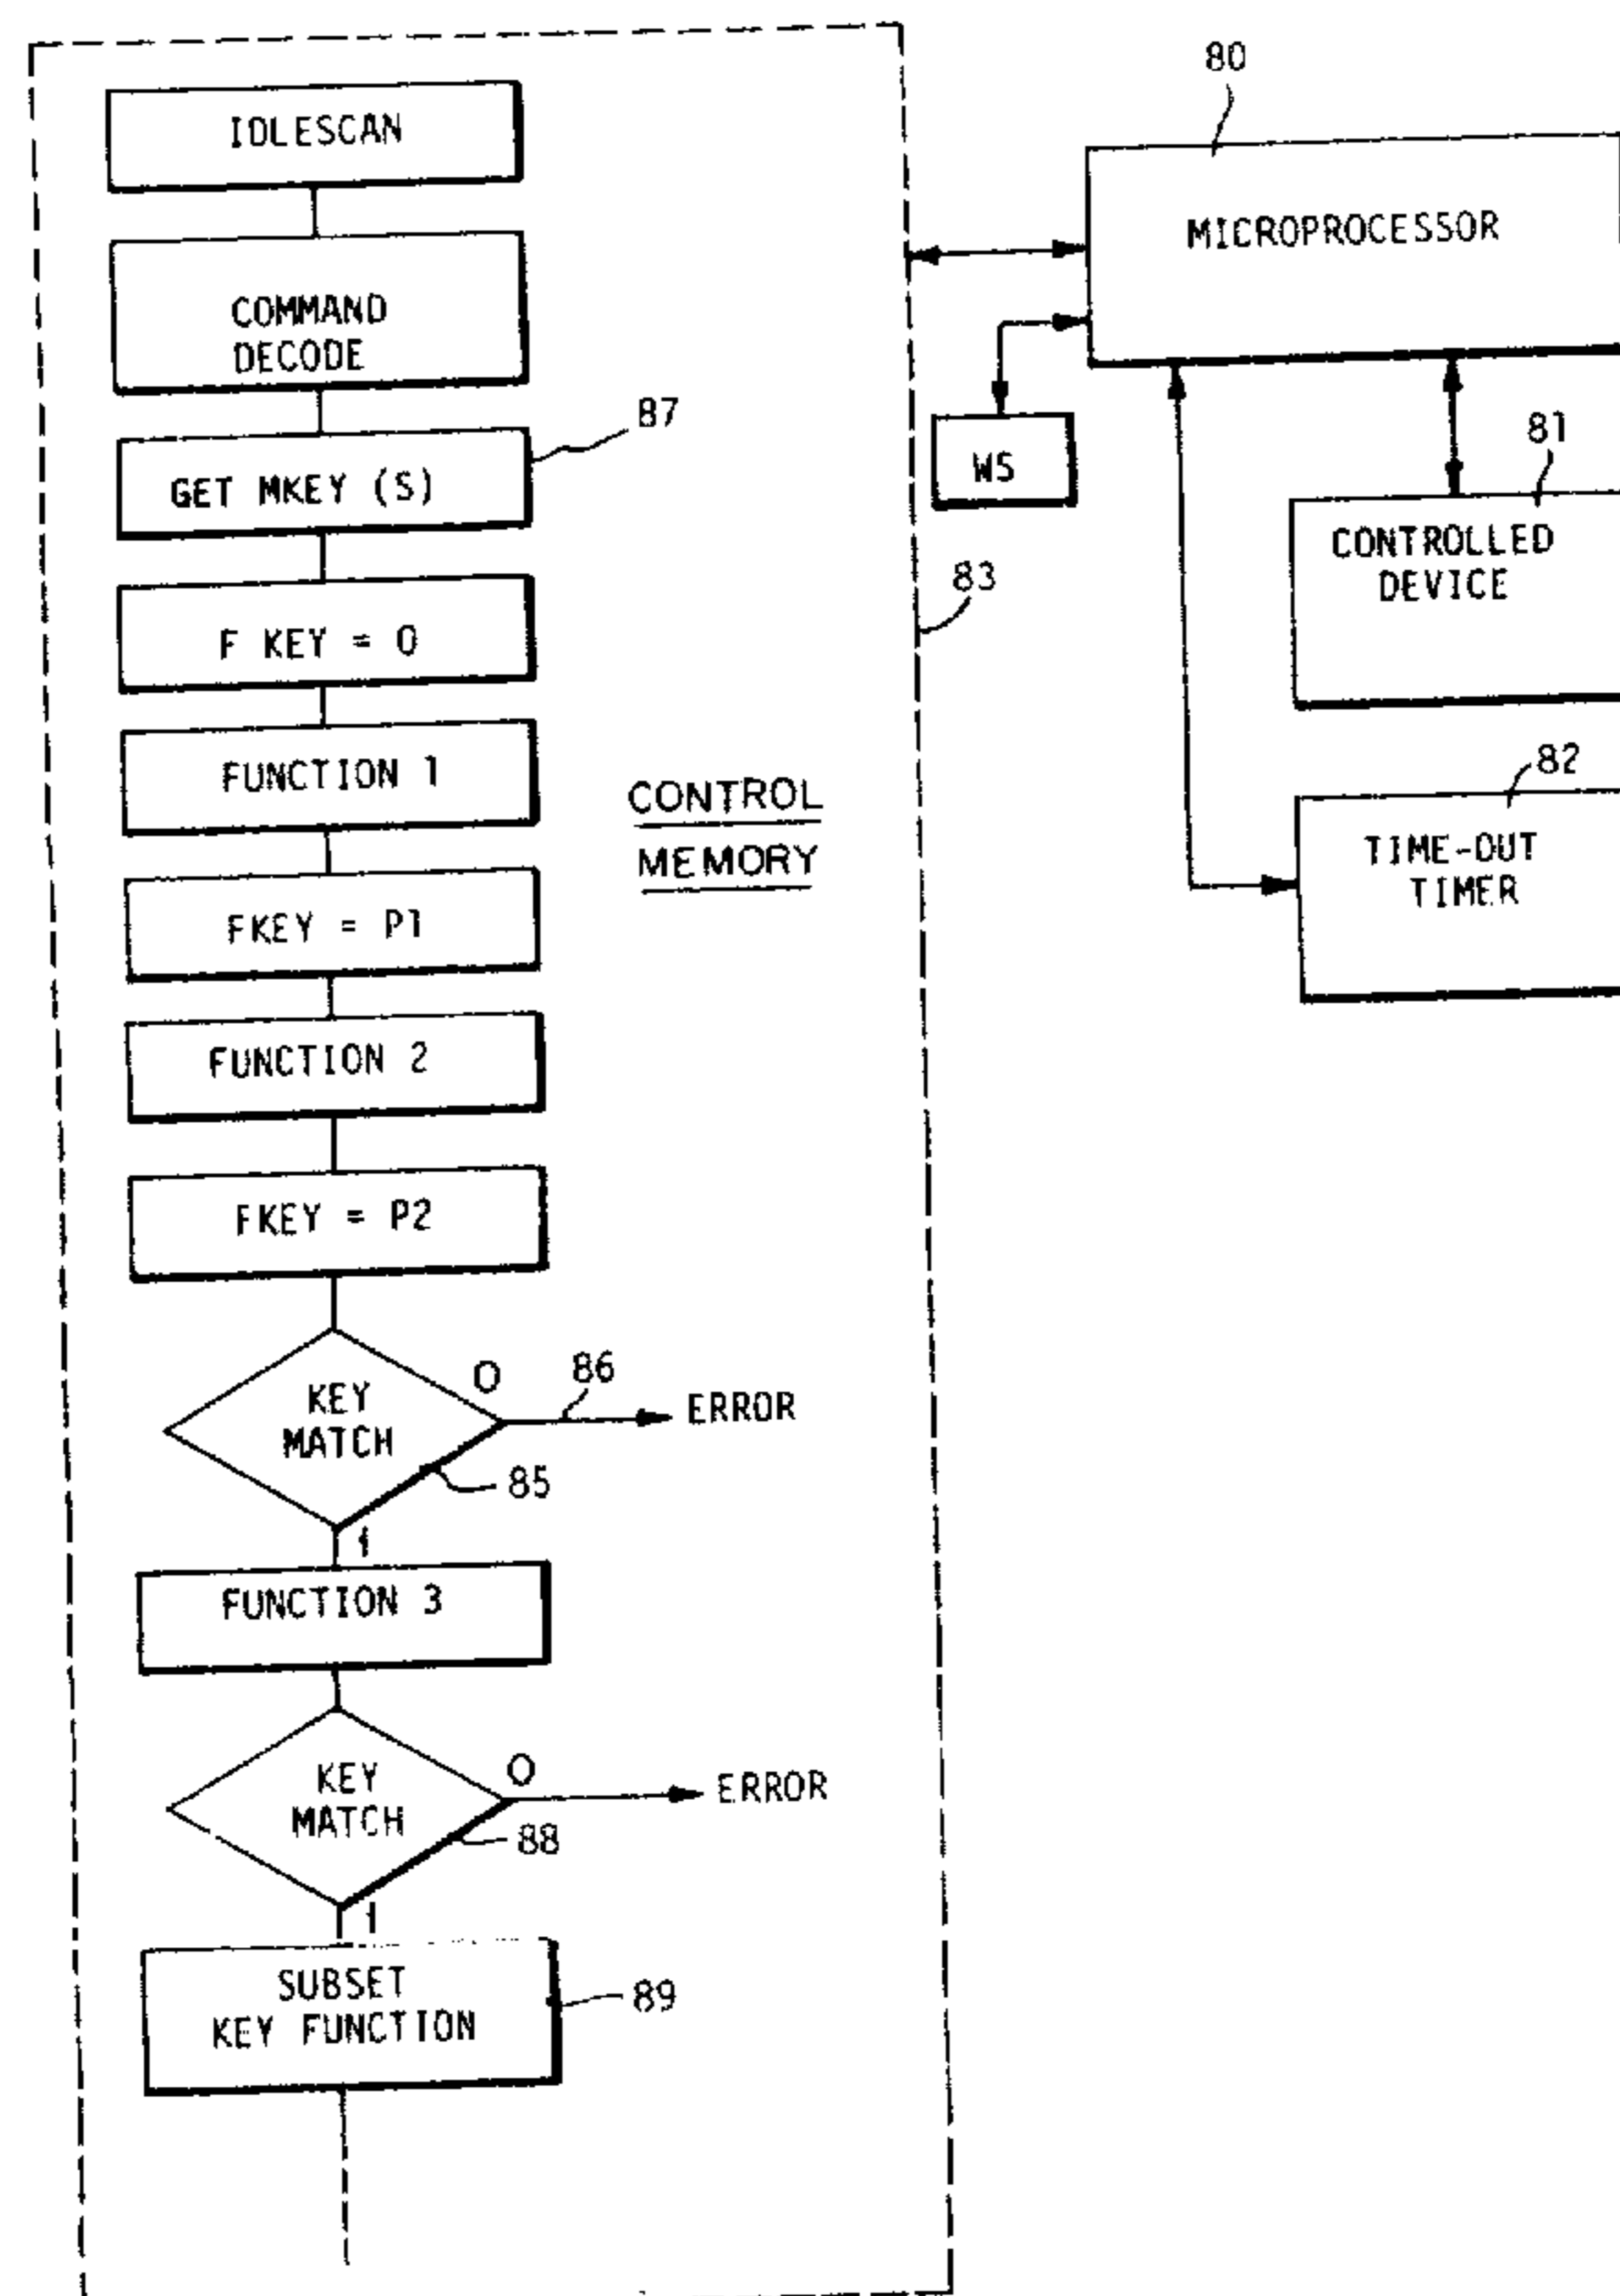 IDLESCAN
COMMAND
DECODE
GET MKEY (S)
87
F KEY = 0
FUNCTION 1
FKEY = P1
FUNCTION 2
FKEY = P2
KEY
MATCH
0
86
ERROR
85
1
FUNCTION 3
KEY
MATCH
0
ERROR
88
1
SUBSET
KEY FUNCTION
89
CONTROL
MEMORY
83
80
MICROPROCESSOR
WS
81
CONTROLLED
DEVICE
82
TIME-OUT
TIMER